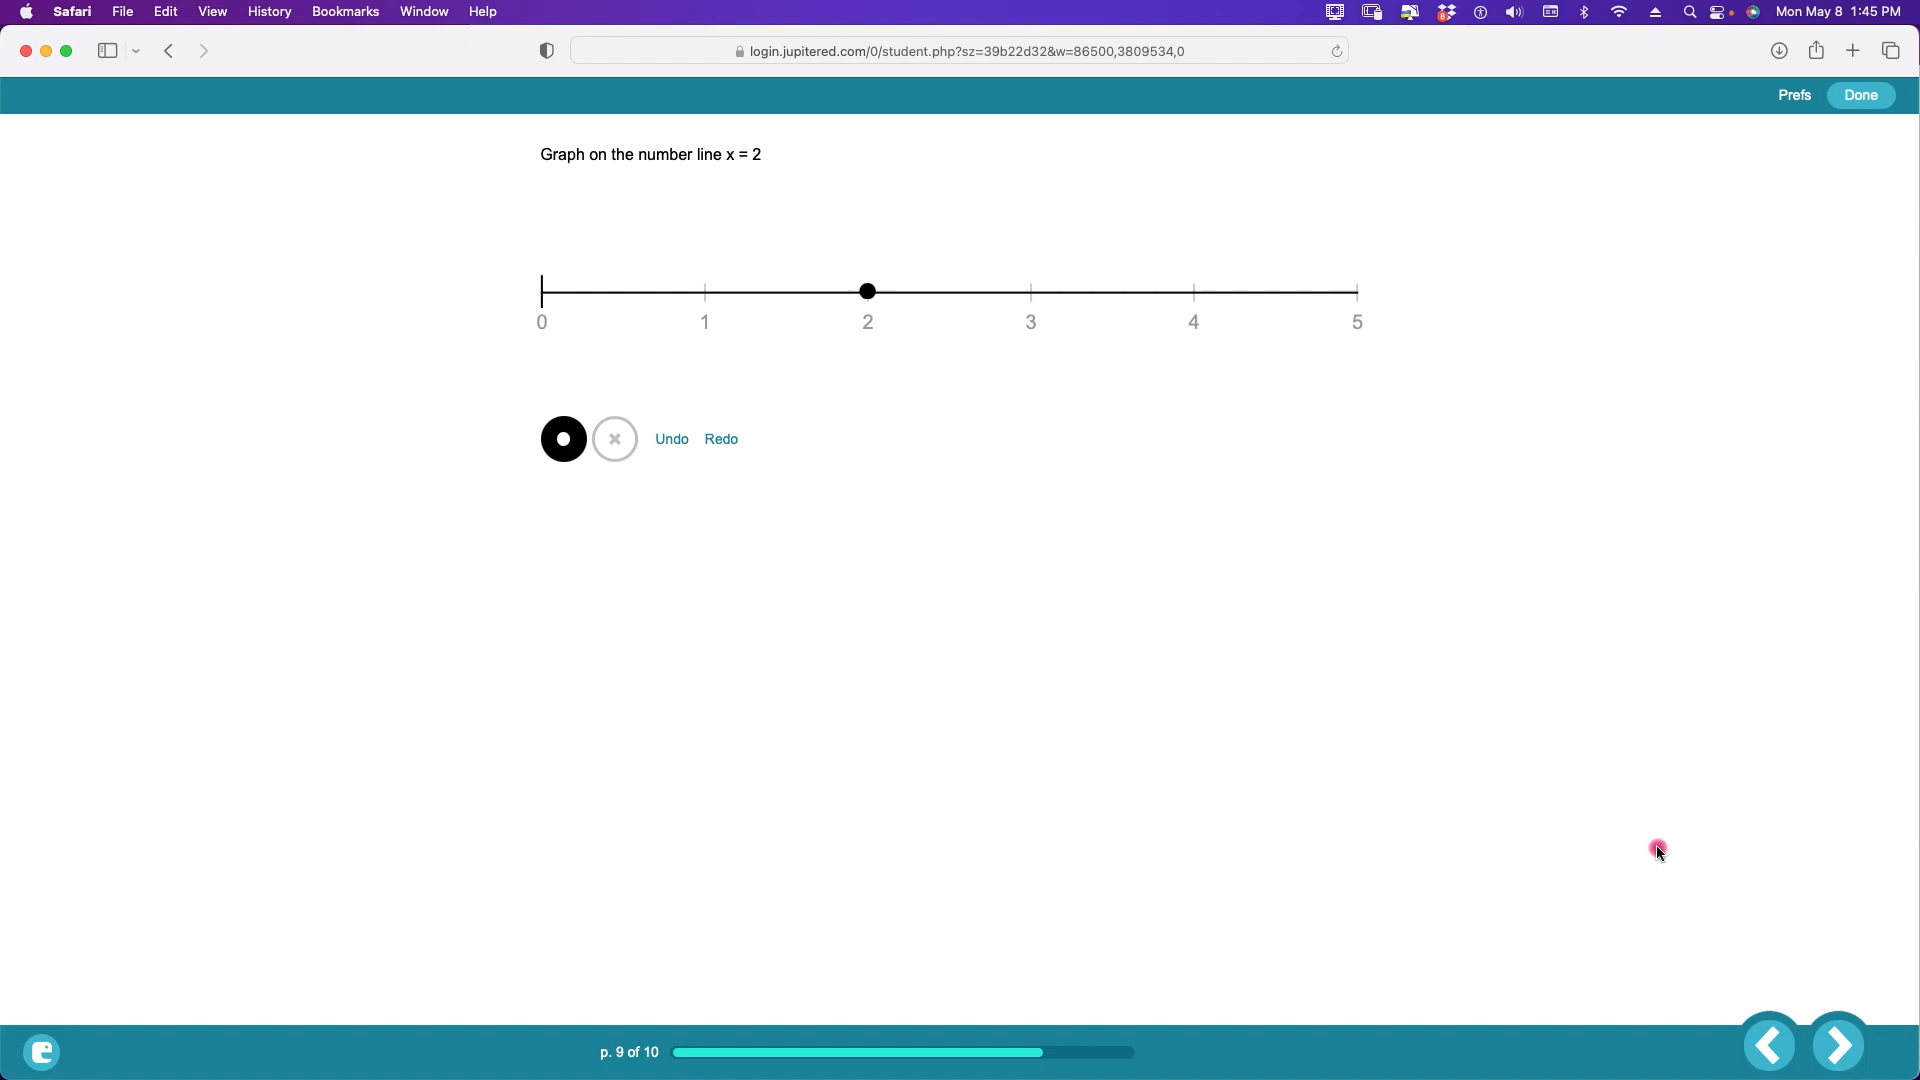 Safari File Edit View History Bookmarks Window Help
8
Mon May 8 1:45 PM
login.jupitered.com/0/student.php?sz=39b22d32&w=86500,3809534,0
Prefs Done
Graph on the number line x = 2
0 1 2 3 4 5
Undo Redo
p. 9 of 10